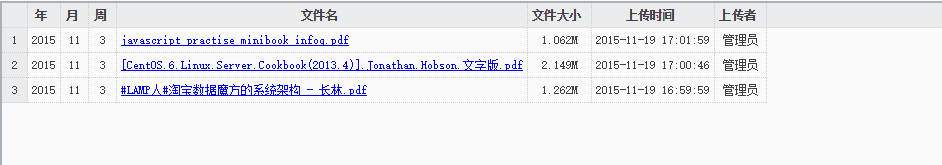 年 月 周 文件名 文件大小 上传时间 上传者
1 2015 11 3 javascript practise minibook infoq.pdf 1.062M 2015-11-19 17:01:59 管理员
2 2015 11 3 [CentOS.6.Linux.Server.Cookbook(2013.4)].Jonathan.Hobson.文字版.pdf 2.149M 2015-11-19 17:00:46 管理员
3 2015 11 3 #LAMP人#淘宝数据魔方的系统架构 - 长林.pdf 1.262M 2015-11-19 16:59:59 管理员